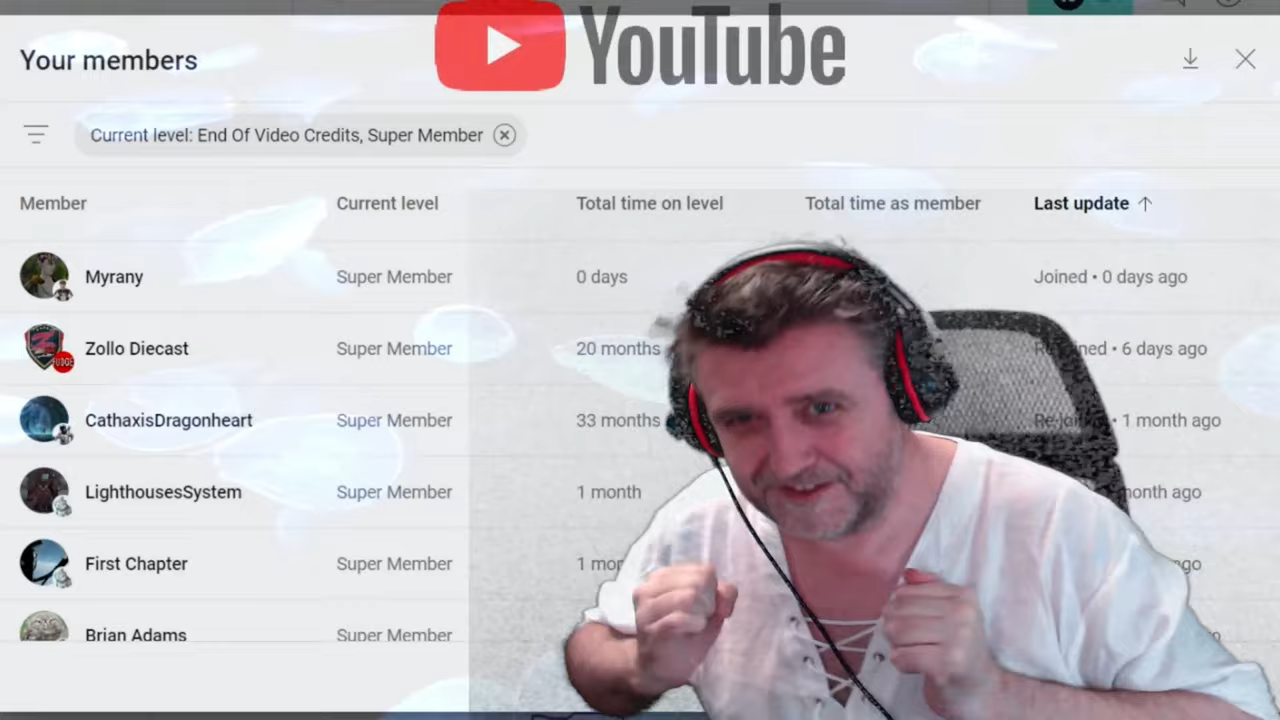 YouTube
Your members
Current level: End Of Video Credits, Super Member
Member Current level Total time on level Total time as member Last update
Myrany Super Member 0 days Joined • 0 days ago
Zollo Diecast Super Member 20 months • 6 days ago
CathaxisDragonheart Super Member 33 months • 1 month ago
LighthousesSystem Super Member 1 month ago
First Chapter Super Member 1
Brian Adams Super Member